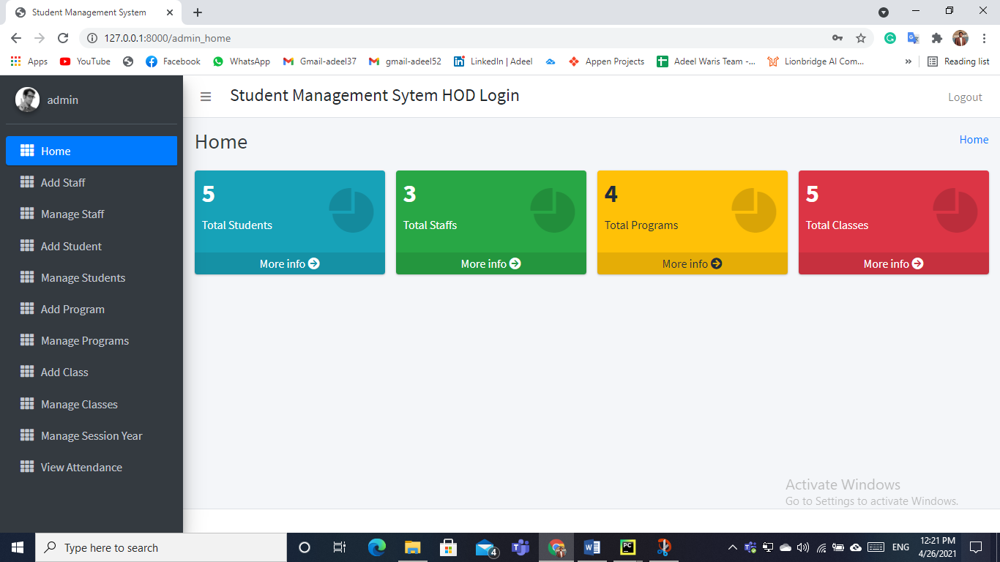 Student Management System
127.0.0.1:8000/admin_home
Apps YouTube Facebook WhatsApp Gmail-adeel37 gmail-adeel52 LinkedIn | Adeel Appen Projects Adeel Waris Team -... Lionbridge AI Com... » Reading list
admin
Student Management Sytem HOD Login
Logout
Home
Add Staff
Manage Staff
Add Student
Manage Students
Add Program
Manage Programs
Add Class
Manage Classes
Manage Session Year
View Attendance
Home
Home
5
Total Students
More info
3
Total Staffs
More info
4
Total Programs
More info
5
Total Classes
More info
Activate Windows
Go to Settings to activate Windows.
Type here to search
4
PC
ENG
12:21 PM
4/26/2021